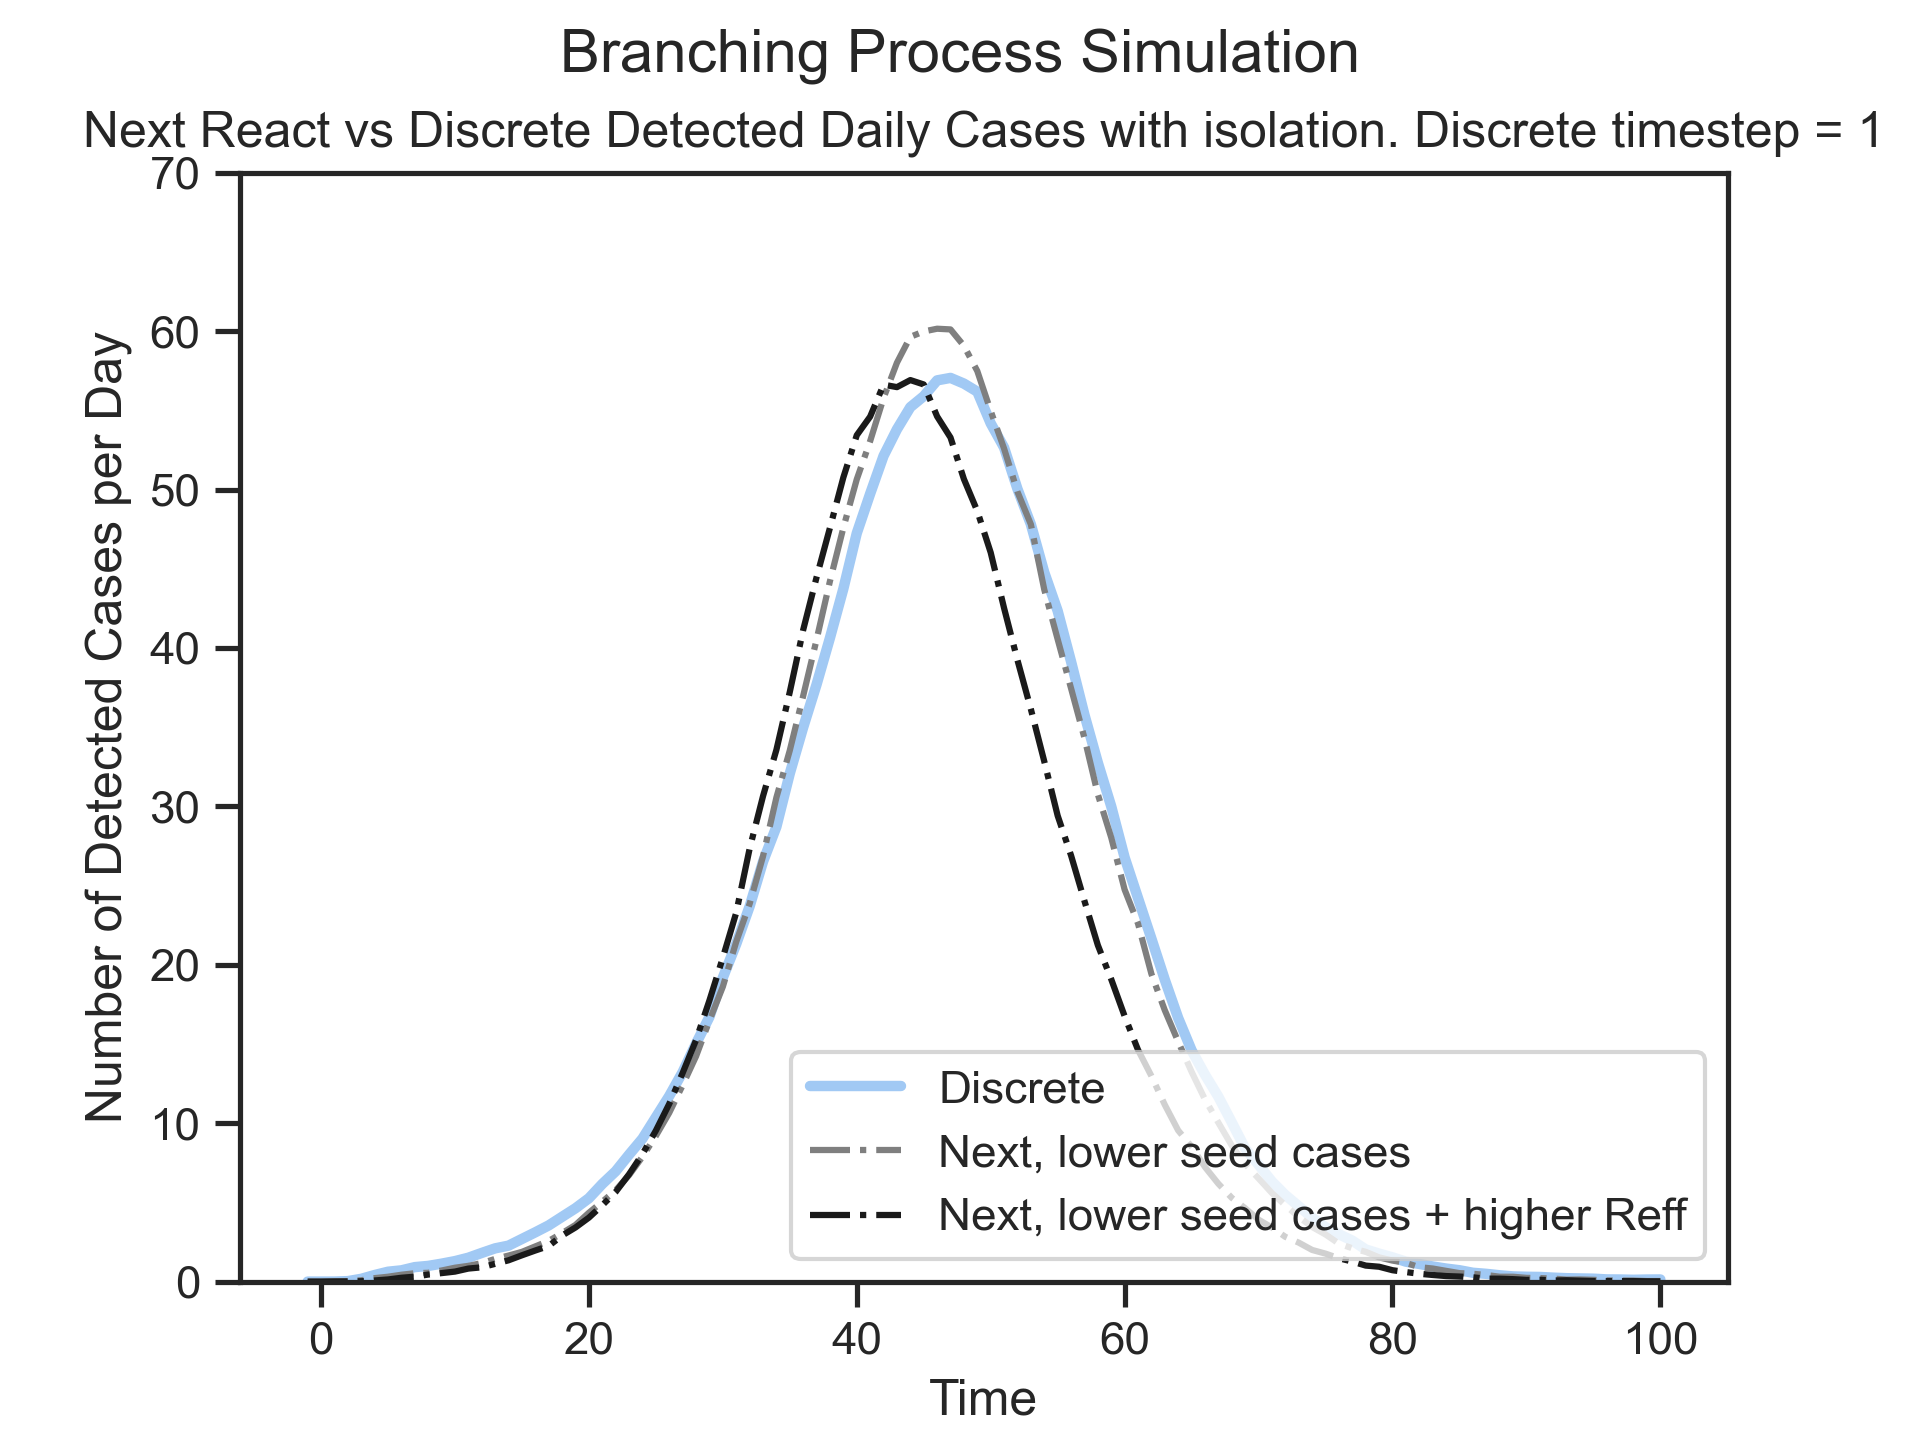 Branching Process Simulation
Next React vs Discrete Detected Daily Cases with isolation. Discrete timestep = 1
70
60
50
40
30
20
10
0
Number of Detected Cases per Day
Discrete
Next, lower seed cases
Next, lower seed cases + higher Reff
0
20
40
60
80
100
Time